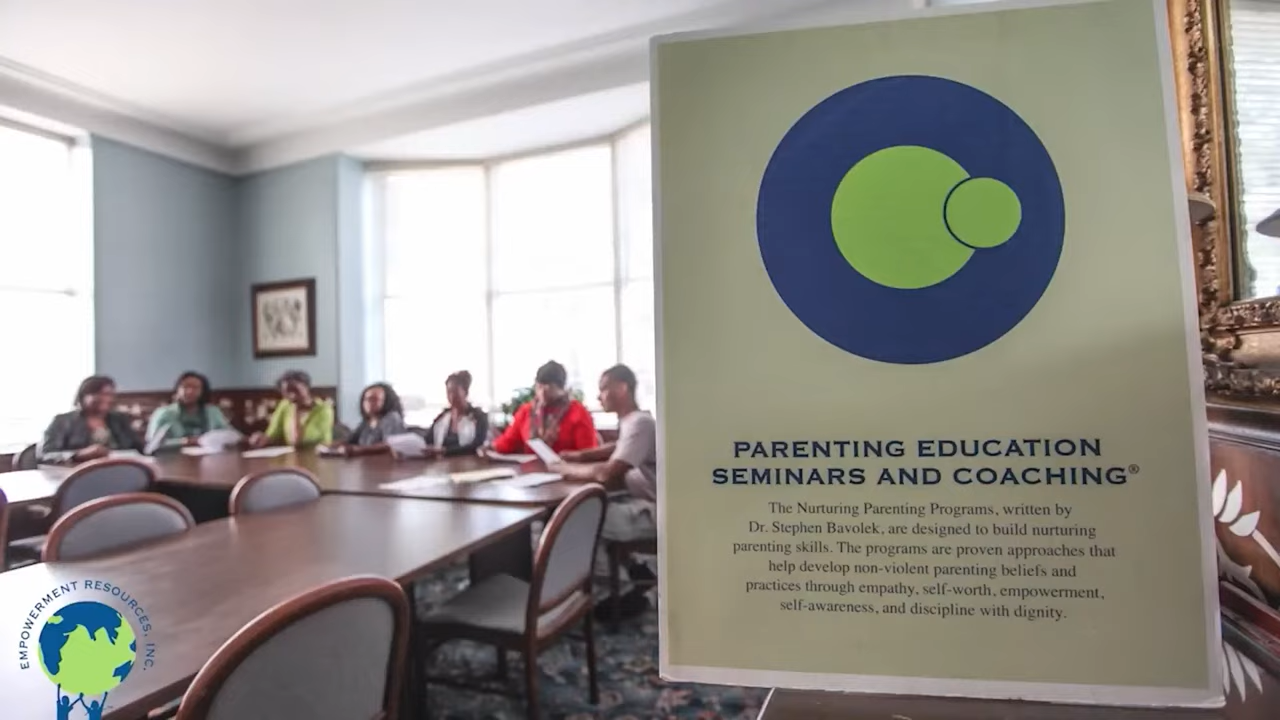 PARENTING EDUCATION
SEMINARS AND COACHING®
The Nurturing Parenting Programs, written by
Dr. Stephen Bavolek, are designed to build nurturing
parenting skills. The programs are proven approaches that
help develop non-violent parenting beliefs and
practices through empathy, self-worth, empowerment,
self-awareness, and discipline with dignity.
EMPOWERMENT RESOURCES, INC.